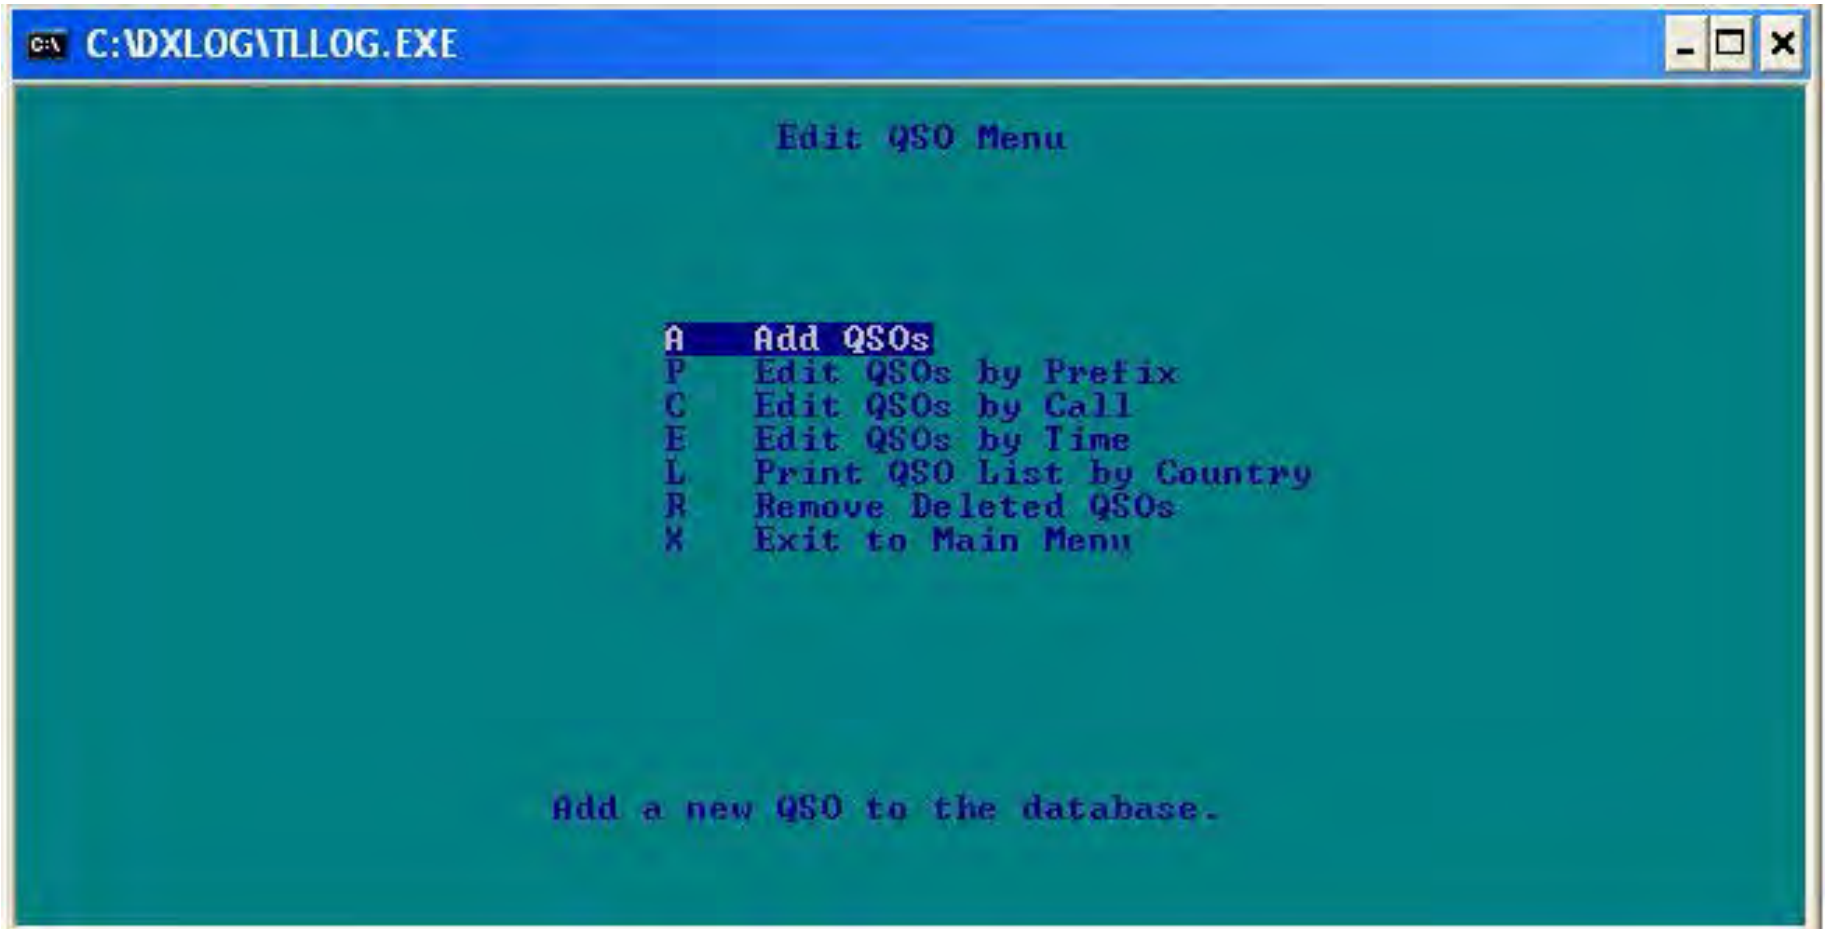 C:\DXLOG\TLLOG.EXE
Edit QSO Menu
A Add QSOs
P Edit QSOs by Prefix
C Edit QSOs by Call
E Edit QSOs by Time
L Print QSO List by Country
R Remove Deleted QSOs
X Exit to Main Menu
Add a new QSO to the database.